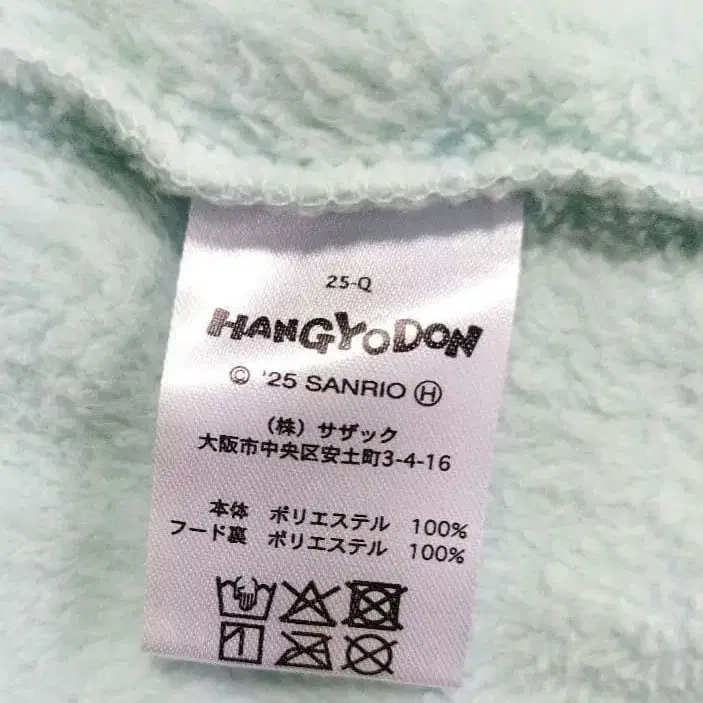 25-Q
HANGYODON
© '25 SANRIO Ⓗ
(株) サザック
大阪市中央区安土町3-4-16
本体 ポリエステル 100%
フード裏 ポリエステル 100%